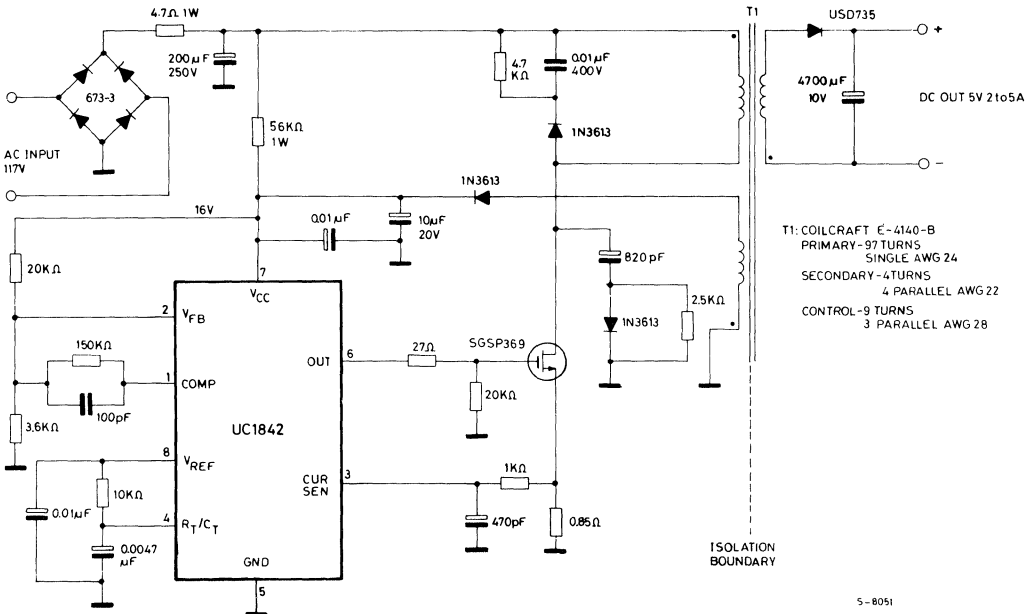 4.7Ω 1W
T1
USD735
+
200µF
250V
4.7
KΩ
0.01µF
400V
4700µF
10V
DC OUT 5V 2to5A
673-3
56KΩ
1W
1N3613
−
AC INPUT
117V
1N3613
16V
0.01µF
10µF
20V
820pF
T1: COILCRAFT E-4140-B
PRIMARY-97 TURNS
SINGLE AWG 24
SECONDARY-4TURNS
4 PARALLEL AWG 22
CONTROL-9 TURNS
3 PARALLEL AWG 28
20KΩ
7
VCC
2
VFB
1N3613
2.5KΩ
150KΩ
OUT
6
27Ω
SGSP369
1
COMP
100pF
20KΩ
3.6KΩ
UC1842
8
VREF
CUR
SEN
3
1KΩ
10KΩ
0.01µF
4
RT/CT
470pF
0.85Ω
0.0047
µF
GND
5
ISOLATION
BOUNDARY
S-8051